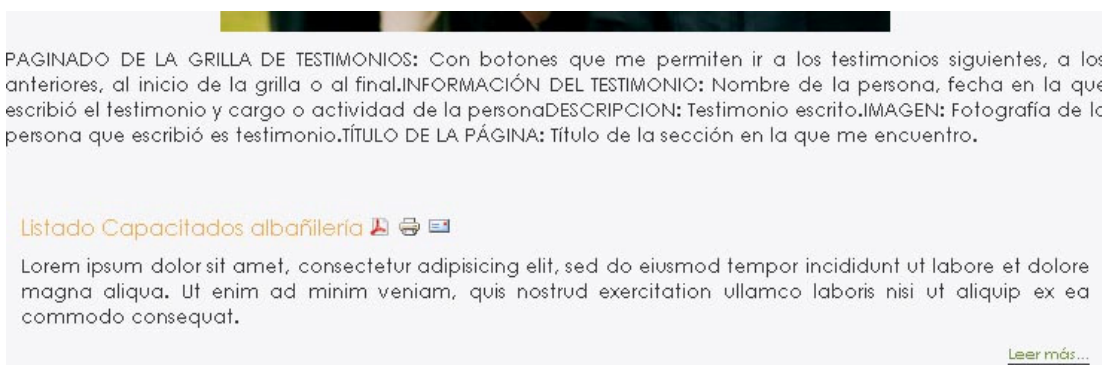 PAGINADO DE LA GRILLA DE TESTIMONIOS: Con botones que me permiten ir a los testimonios siguientes, a los
anteriores, al inicio de la grilla o al final.INFORMACIÓN DEL TESTIMONIO: Nombre de la persona, fecha en la que
escribió el testimonio y cargo o actividad de la personaDESCRIPCION: Testimonio escrito.IMAGEN: Fotografía de la
persona que escribió es testimonio.TÍTULO DE LA PÁGINA: Título de la sección en la que me encuentro.
Listado Capacitados albañilería
Lorem ipsum dolor sit amet, consectetur adipisicing elit, sed do eiusmod tempor incididunt ut labore et dolore
magna aliqua. Ut enim ad minim veniam, quis nostrud exercitation ullamco laboris nisi ut aliquip ex ea
commodo consequat.
Leer más...